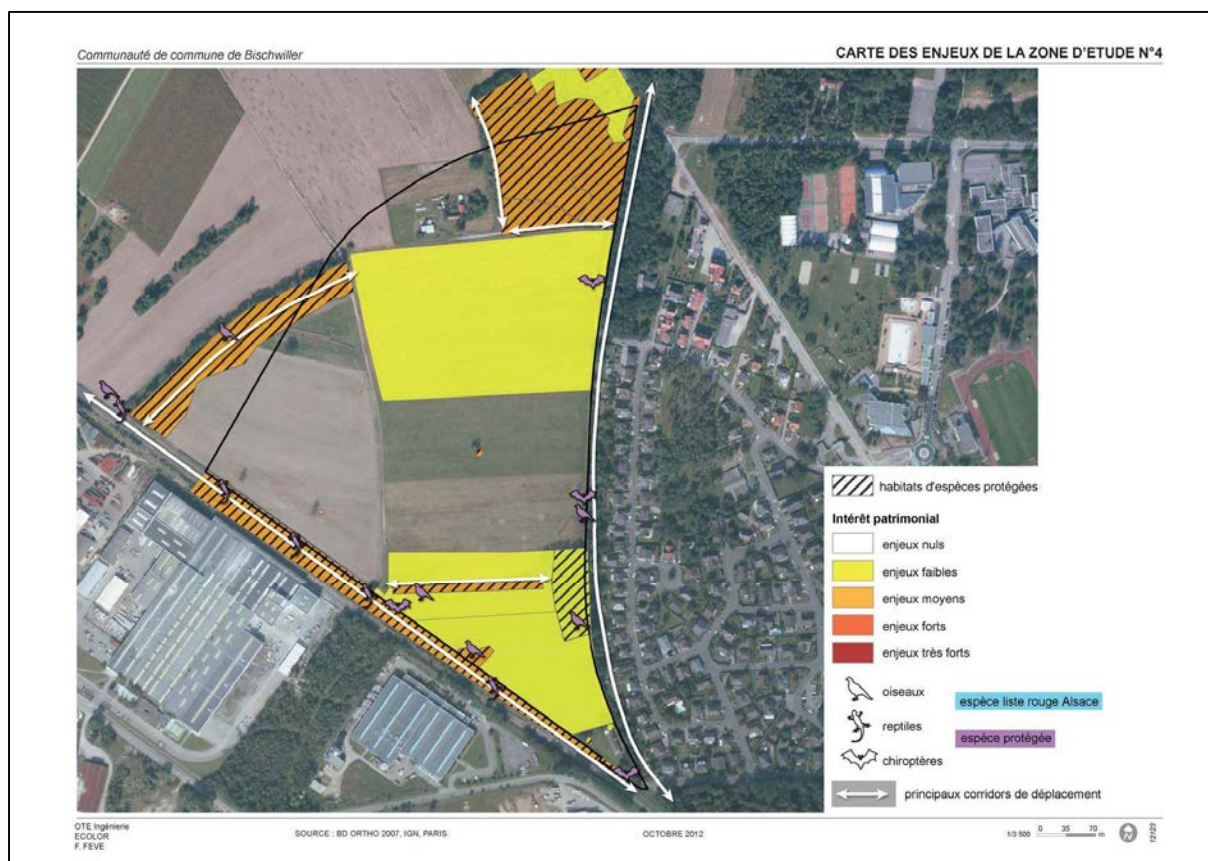 Communauté de commune de Bischwiller
CARTE DES ENJEUX DE LA ZONE D'ETUDE N°4
habitats d'espèces protégées
Intérêt patrimonial
enjeux nuls
enjeux faibles
enjeux moyens
enjeux forts
enjeux très forts
oiseaux
espèce liste rouge Alsace
reptiles
espèce protégée
chiroptères
principaux corridors de déplacement
OTE Ingénierie
ECOLOR
F. FEVE
SOURCE : BD ORTHO 2007, IGN, PARIS.
OCTOBRE 2012
1/3 500 0 35 70 m
N
12123